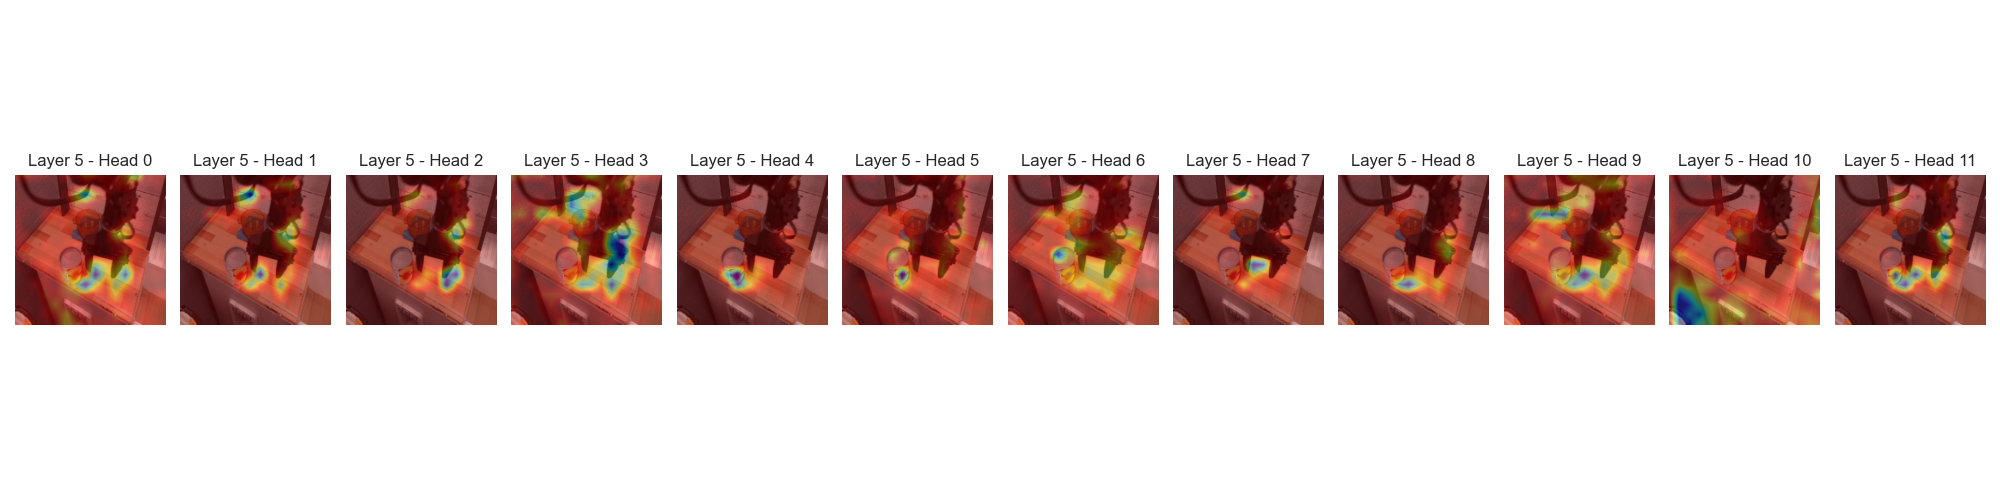 Layer 5 - Head 0
Layer 5 - Head 1
Layer 5 - Head 2
Layer 5 - Head 3
Layer 5 - Head 4
Layer 5 - Head 5
Layer 5 - Head 6
Layer 5 - Head 7
Layer 5 - Head 8
Layer 5 - Head 9
Layer 5 - Head 10
Layer 5 - Head 11